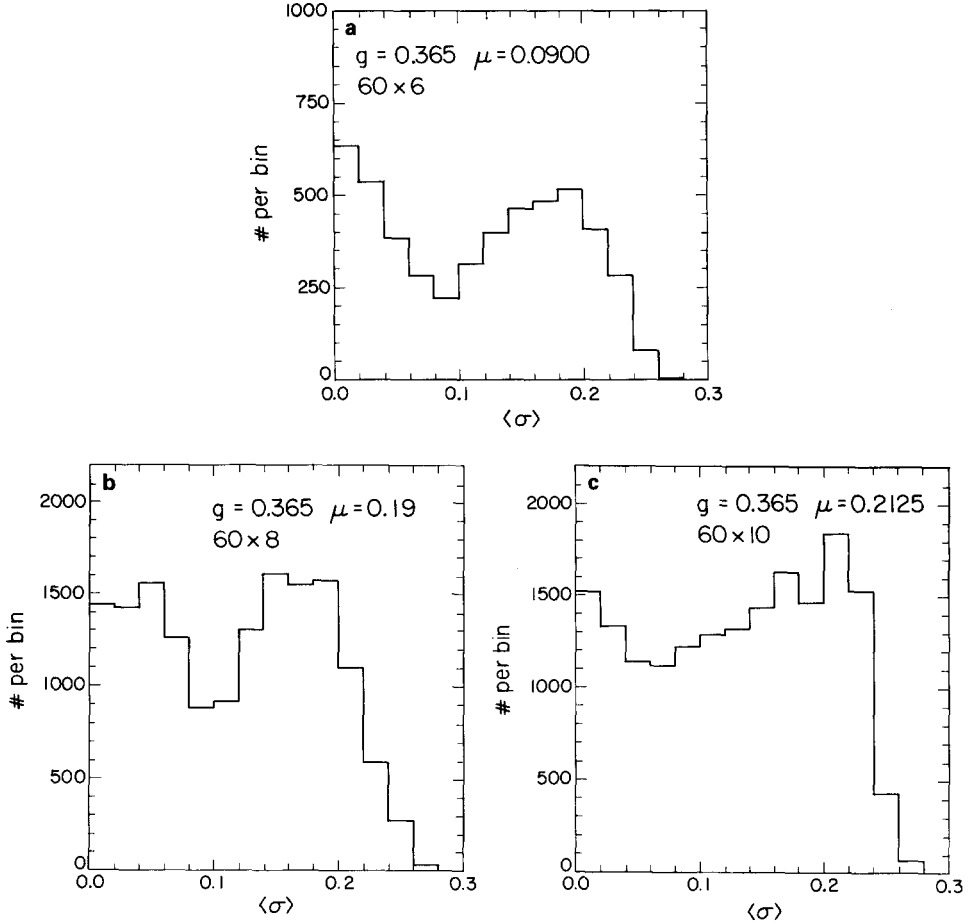 a
g = 0.365 μ = 0.0900
60 × 6
1000
750
500
250
0
# per bin
0.0 0.1 0.2 0.3
⟨σ⟩
b
g = 0.365 μ = 0.19
60 × 8
2000
1500
1000
500
0
# per bin
0.0 0.1 0.2 0.3
⟨σ⟩
c
g = 0.365 μ = 0.2125
60 × 10
2000
1500
1000
500
0
# per bin
0.0 0.1 0.2 0.3
⟨σ⟩